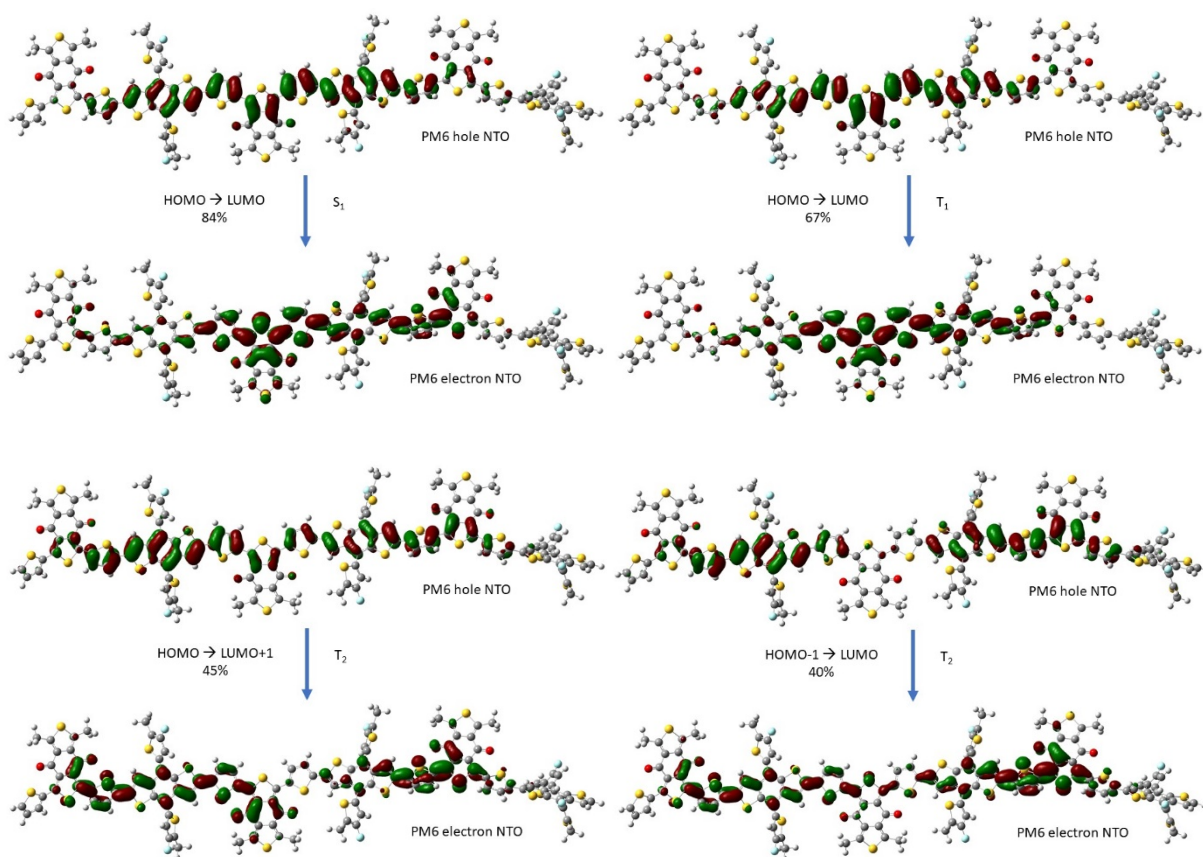 PM6 hole NTO
HOMO → LUMO
84%
S₁
PM6 electron NTO
PM6 hole NTO
HOMO → LUMO
67%
T₁
PM6 electron NTO
PM6 hole NTO
HOMO → LUMO+1
45%
T₂
PM6 electron NTO
PM6 hole NTO
HOMO-1 → LUMO
40%
T₂
PM6 electron NTO